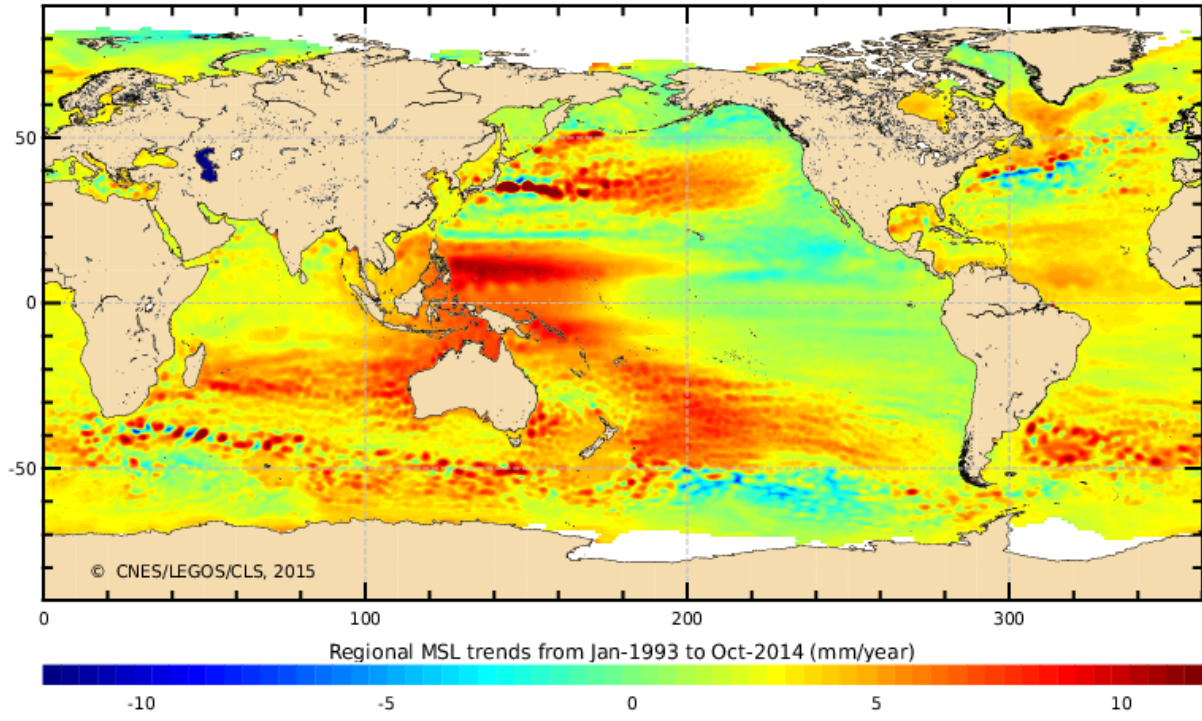 50
0
-50
© CNES/LEGOS/CLS, 2015
0 100 200 300
Regional MSL trends from Jan-1993 to Oct-2014 (mm/year)
-10 -5 0 5 10